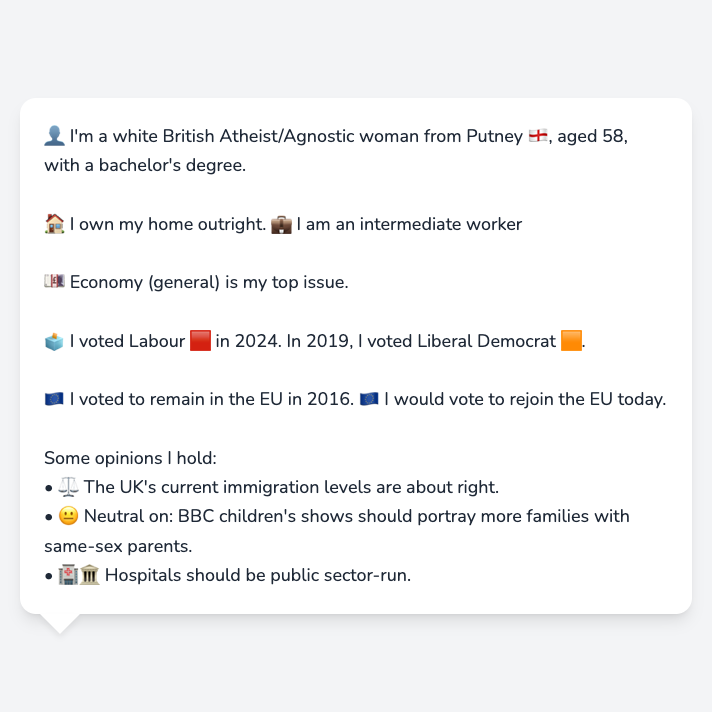 👤 I'm a white British Atheist/Agnostic woman from Putney 🏴󠁧󠁢󠁥󠁮󠁧󠁿, aged 58,
with a bachelor's degree.
🏠 I own my home outright. 💼 I am an intermediate worker
💷 Economy (general) is my top issue.
🗳️ I voted Labour 🟥 in 2024. In 2019, I voted Liberal Democrat 🟧.
🇪🇺 I voted to remain in the EU in 2016. 🇪🇺 I would vote to rejoin the EU today.
Some opinions I hold:
• ⚖️ The UK's current immigration levels are about right.
• 😐 Neutral on: BBC children's shows should portray more families with
same-sex parents.
• 🏥🏛️ Hospitals should be public sector-run.